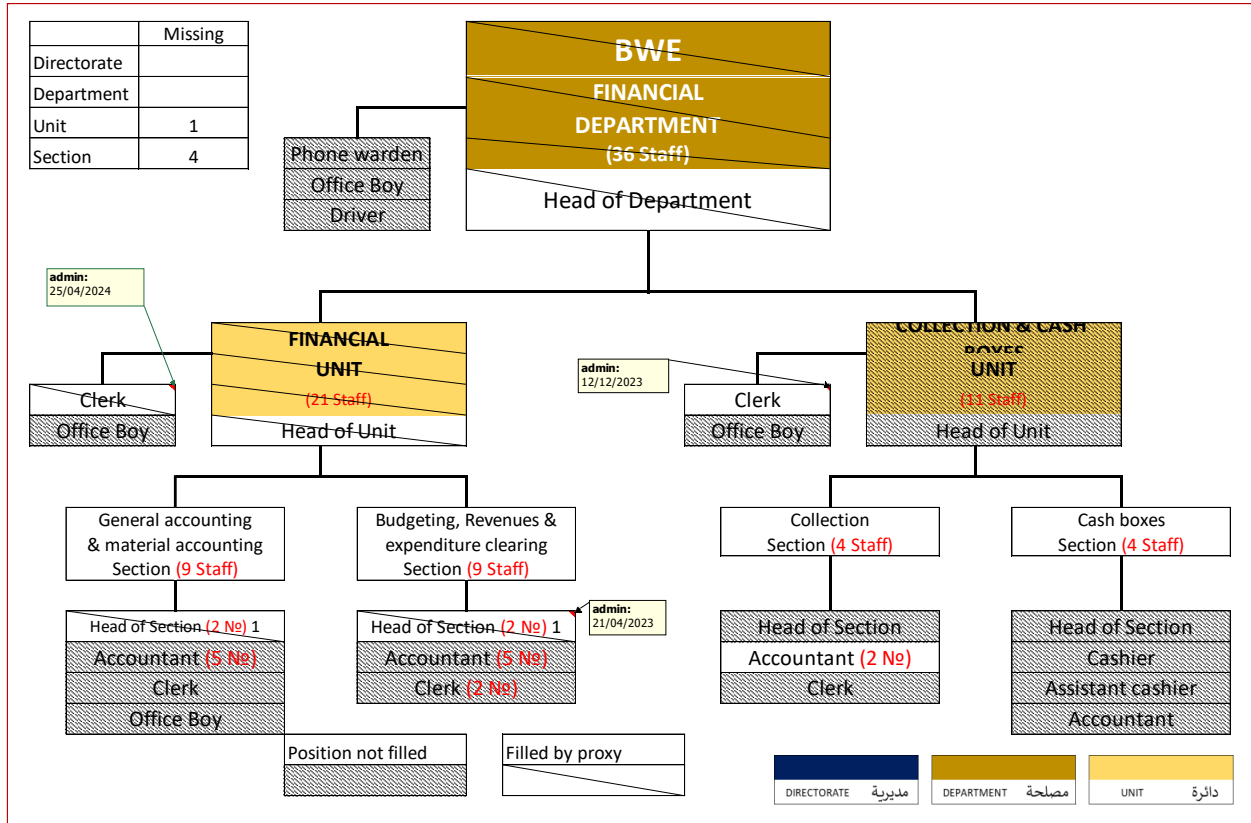 Missing
Directorate
Department
Unit 1
Section 4
BWE
FINANCIAL
DEPARTMENT
(36 Staff)
Head of Department
Phone warden
Office Boy
Driver
admin:
25/04/2024
FINANCIAL
UNIT
(21 Staff)
Head of Unit
Clerk
Office Boy
admin:
12/12/2023
COLLECTION & CASH
BOXES
UNIT
(11 Staff)
Head of Unit
Clerk
Office Boy
General accounting
& material accounting
Section (9 Staff)
Budgeting, Revenues &
expenditure clearing
Section (9 Staff)
Collection
Section (4 Staff)
Cash boxes
Section (4 Staff)
Head of Section (2 №) 1
Accountant (5 №)
Clerk
Office Boy
Head of Section (2 №) 1
Accountant (5 №)
Clerk (2 №)
admin:
21/04/2023
Head of Section
Accountant (2 №)
Clerk
Head of Section
Cashier
Assistant cashier
Accountant
Position not filled
Filled by proxy
DIRECTORATE مديرية
DEPARTMENT مصلحة
UNIT دائرة